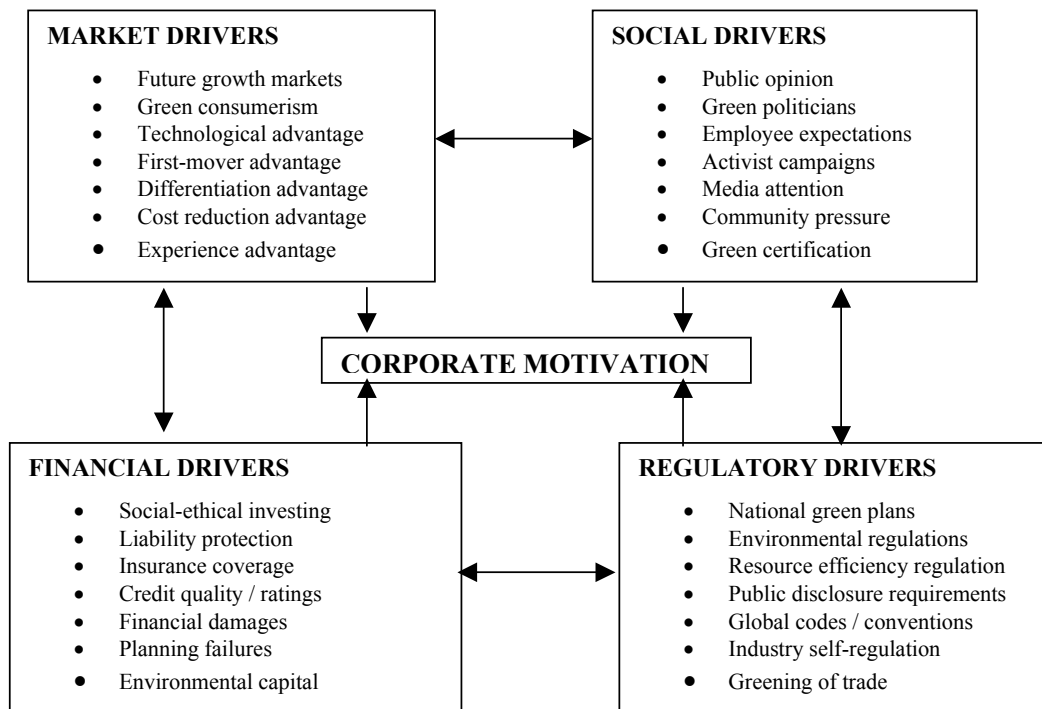 MARKET DRIVERS
• Future growth markets
• Green consumerism
• Technological advantage
• First-mover advantage
• Differentiation advantage
• Cost reduction advantage
• Experience advantage
SOCIAL DRIVERS
• Public opinion
• Green politicians
• Employee expectations
• Activist campaigns
• Media attention
• Community pressure
• Green certification
CORPORATE MOTIVATION
FINANCIAL DRIVERS
• Social-ethical investing
• Liability protection
• Insurance coverage
• Credit quality / ratings
• Financial damages
• Planning failures
• Environmental capital
REGULATORY DRIVERS
• National green plans
• Environmental regulations
• Resource efficiency regulation
• Public disclosure requirements
• Global codes / conventions
• Industry self-regulation
• Greening of trade